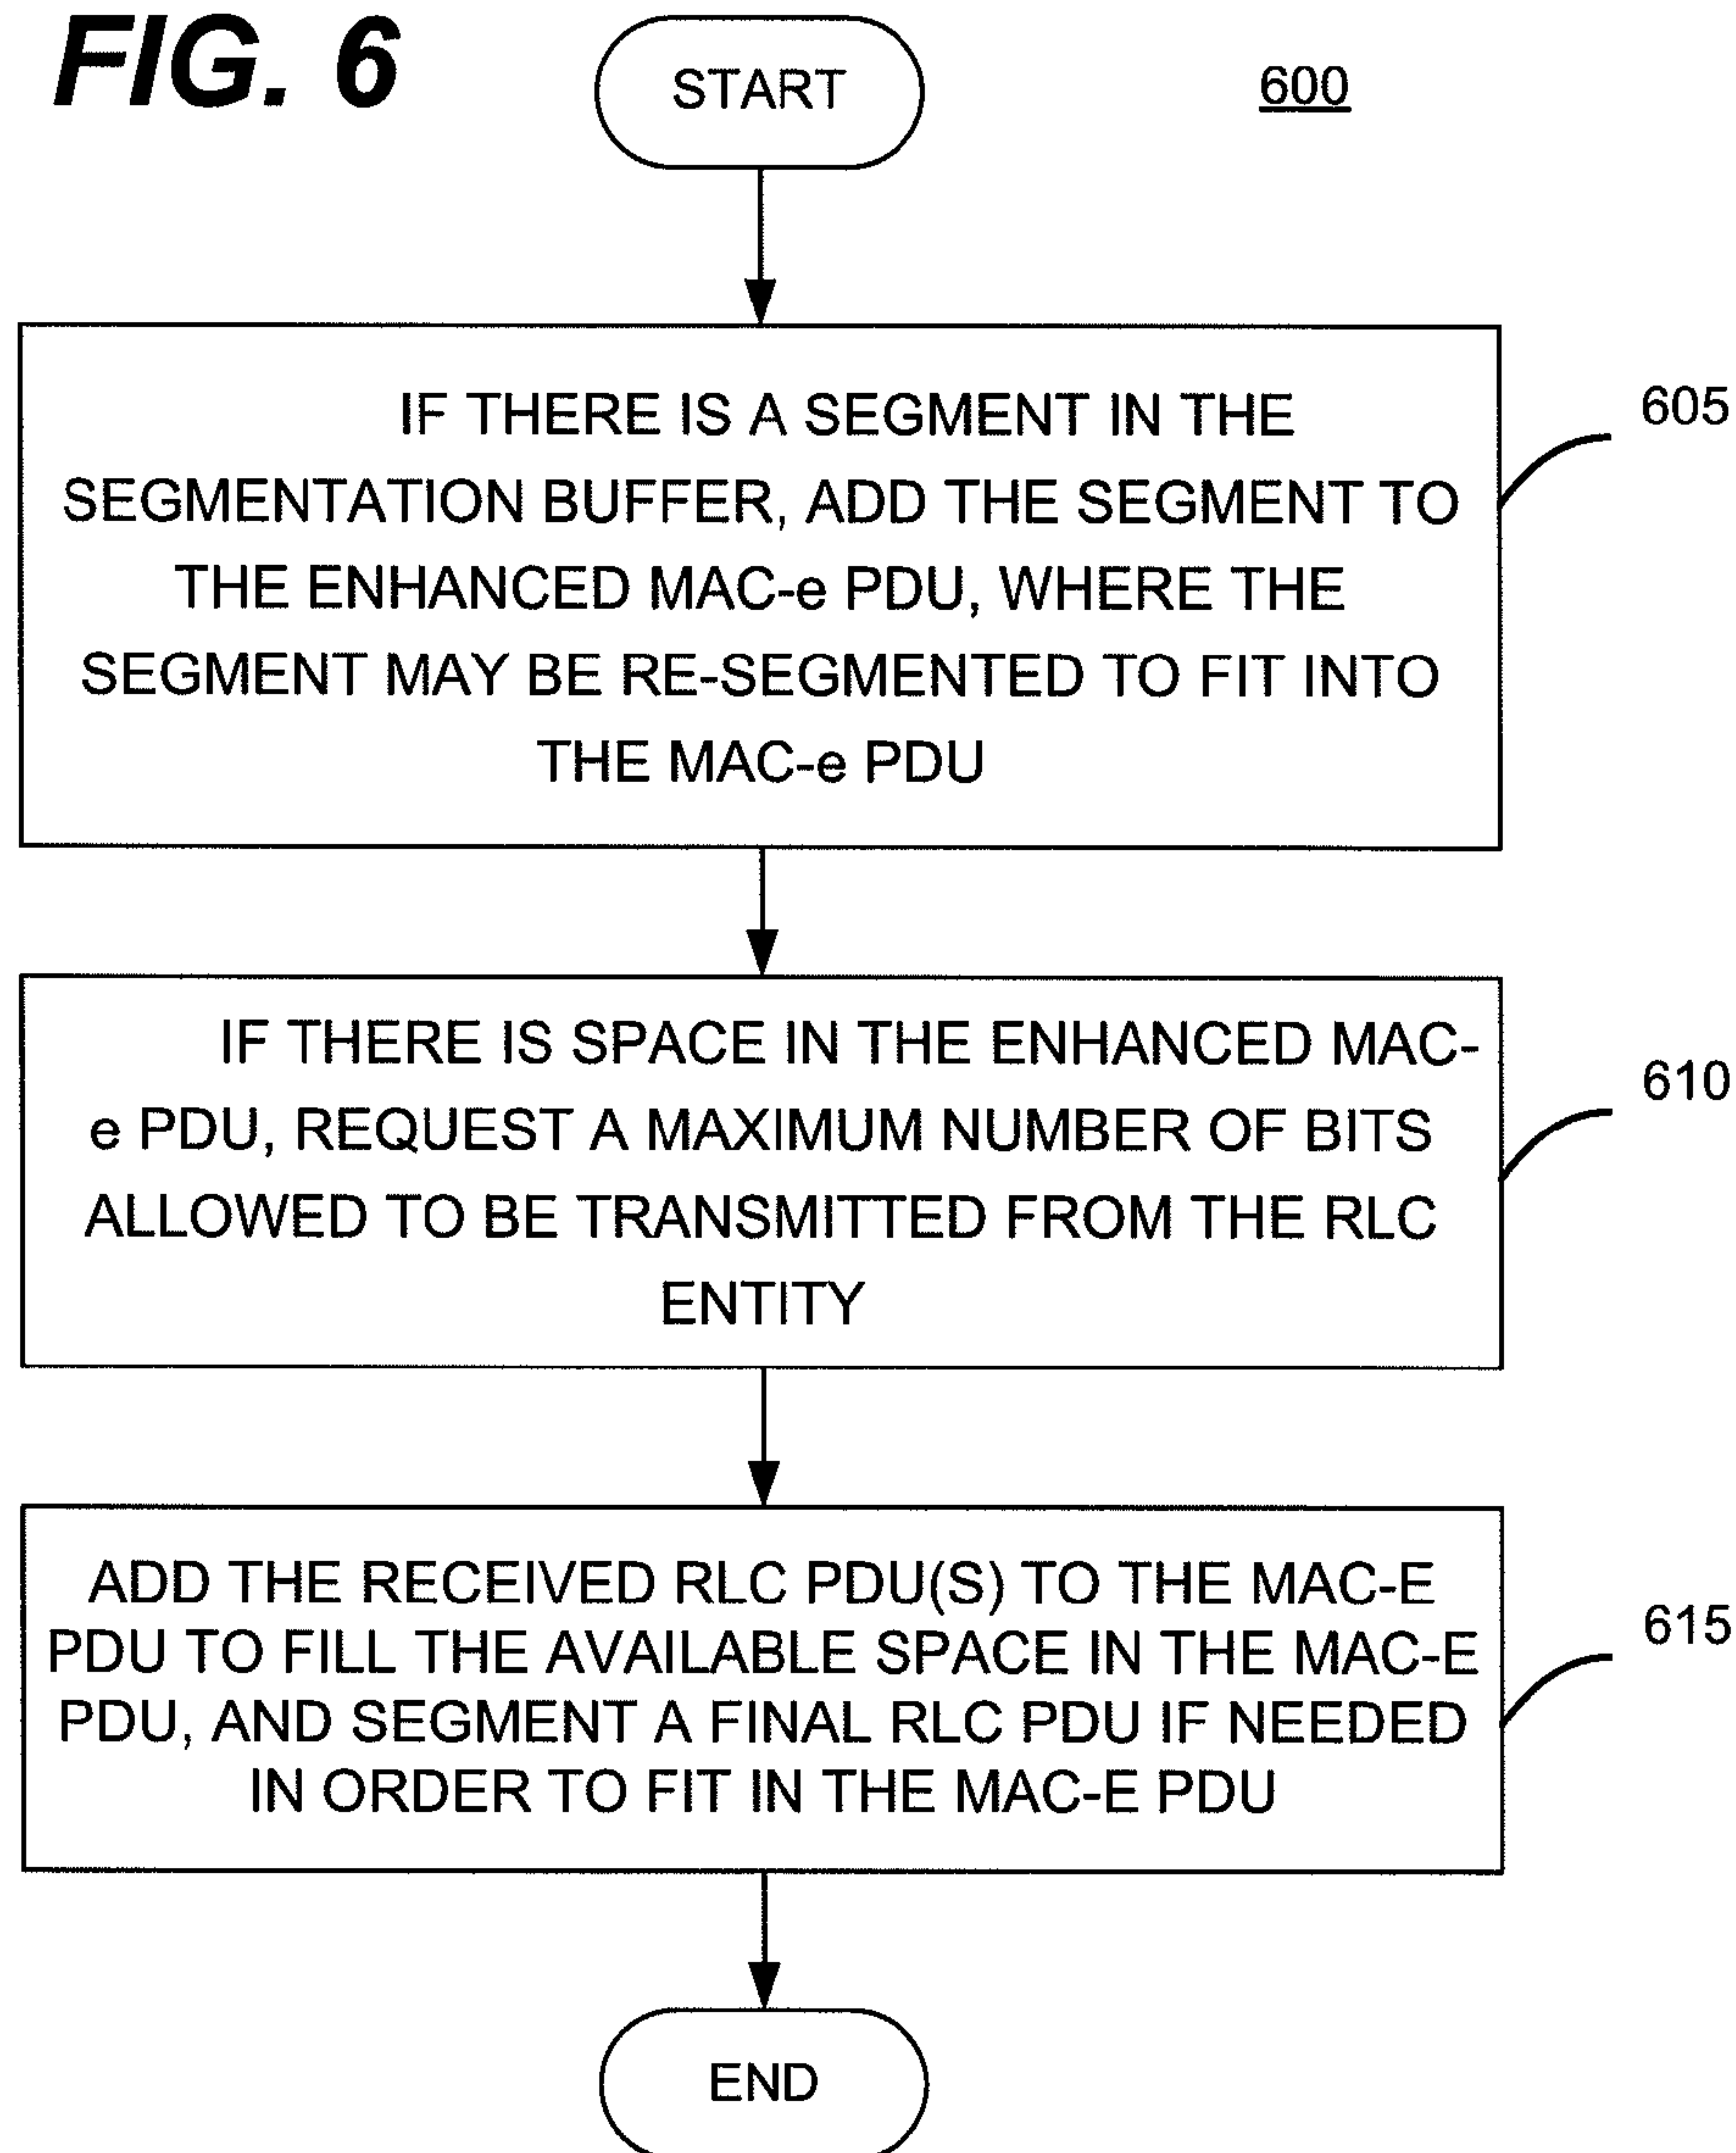 FIG. 6
START
600
IF THERE IS A SEGMENT IN THE
SEGMENTATION BUFFER, ADD THE SEGMENT TO
THE ENHANCED MAC-e PDU, WHERE THE
SEGMENT MAY BE RE-SEGMENTED TO FIT INTO
THE MAC-e PDU
605
IF THERE IS SPACE IN THE ENHANCED MAC-
e PDU, REQUEST A MAXIMUM NUMBER OF BITS
ALLOWED TO BE TRANSMITTED FROM THE RLC
ENTITY
610
ADD THE RECEIVED RLC PDU(S) TO THE MAC-E
PDU TO FILL THE AVAILABLE SPACE IN THE MAC-E
PDU, AND SEGMENT A FINAL RLC PDU IF NEEDED
IN ORDER TO FIT IN THE MAC-E PDU
615
END